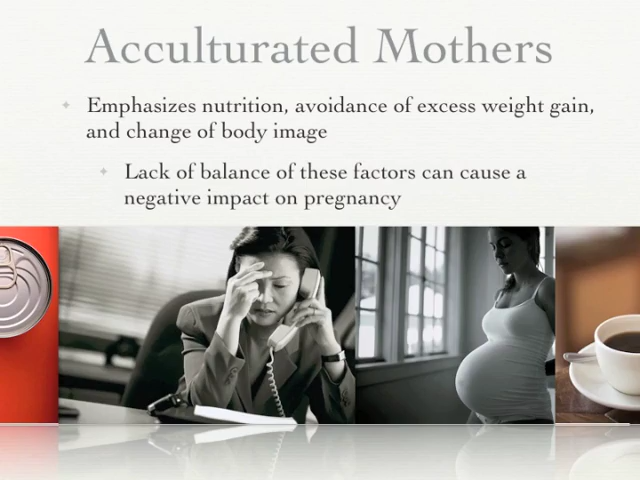 Acculturated Mothers
Emphasizes nutrition, avoidance of excess weight gain,
and change of body image
Lack of balance of these factors can cause a
negative impact on pregnancy